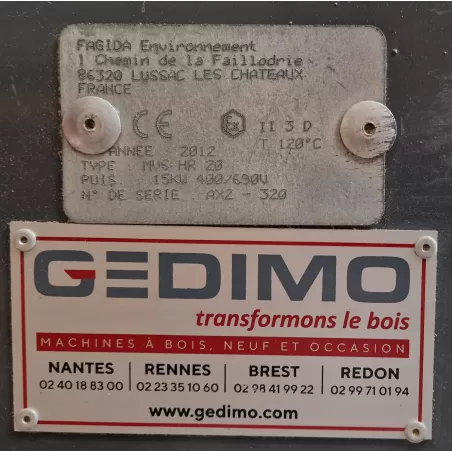 FAGIDA Environnement
1 Chemin de la Faillodrie
86320 LUSSAC LES CHATEAUX
FRANCE
CE Ex II 3 D
T 120°C
ANNÉE 2012
TYPE MVS HR 20
PUIS. 15KW 400/690V
N° DE SERIE AX2 - 320
GEDIMO
transformons le bois
MACHINES À BOIS, NEUF ET OCCASION
NANTES RENNES BREST REDON
02 40 18 83 00 02 23 35 10 60 02 98 41 99 22 02 99 71 01 94
www.gedimo.com